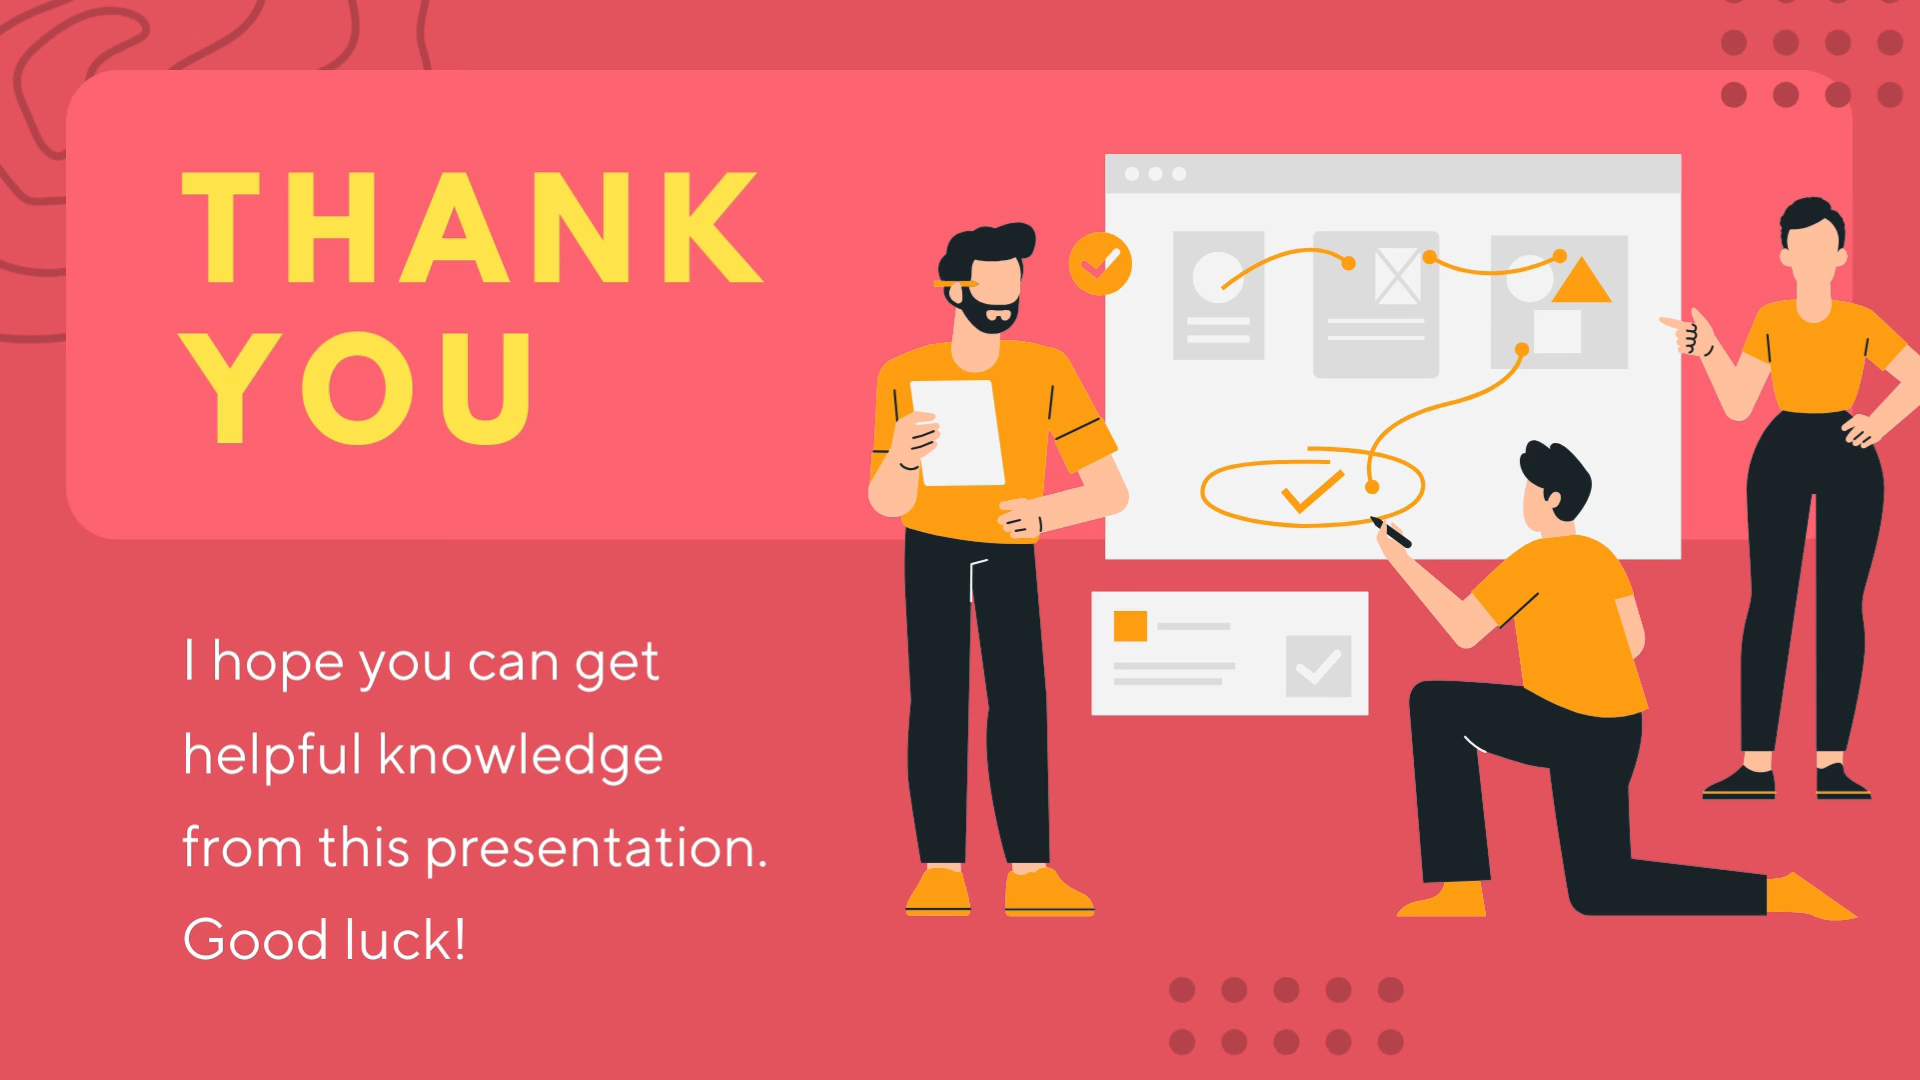 THANK
YOU
I hope you can get
helpful knowledge
from this presentation.
Good luck!